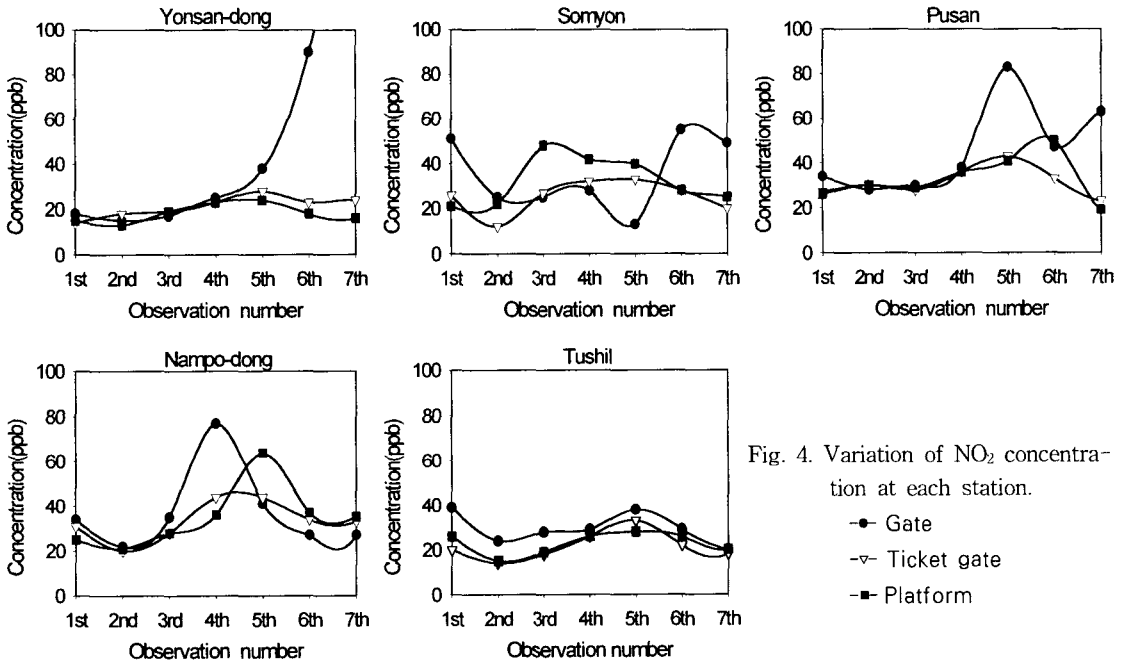 Yonsan-dong
100
80
60
40
20
0
Concentration(ppb)
1st 2nd 3rd 4th 5th 6th 7th
Observation number
Somyon
100
80
60
40
20
0
Concentration(ppb)
1st 2nd 3rd 4th 5th 6th 7th
Observation number
Pusan
100
80
60
40
20
0
Concentration(ppb)
1st 2nd 3rd 4th 5th 6th 7th
Observation number
Nampo-dong
100
80
60
40
20
0
Concentration(ppb)
1st 2nd 3rd 4th 5th 6th 7th
Observation number
Tushil
100
80
60
40
20
0
Concentration(ppb)
1st 2nd 3rd 4th 5th 6th 7th
Observation number
Fig. 4. Variation of NO₂ concentra-
tion at each station.
Gate
Ticket gate
Platform